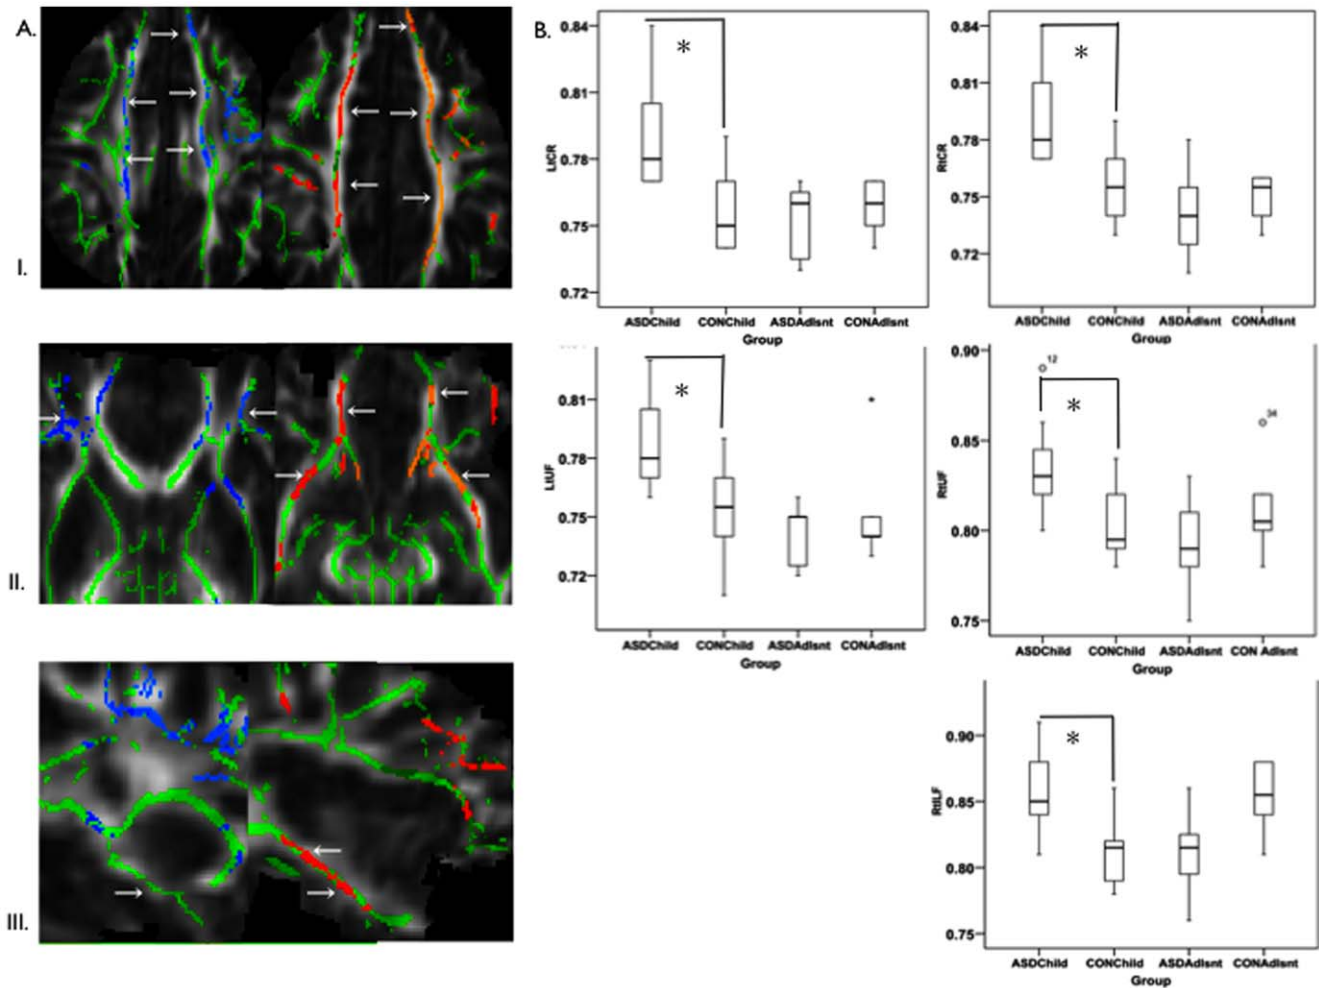 A.
I.
II.
III.
B.
LtCR
0.84
0.81
0.78
0.75
0.72
*
ASDChild CONChild ASDAdlsnt CONAdlsnt
Group
RtCR
0.84
0.81
0.78
0.75
0.72
*
ASDChild CONChild ASDAdlsnt CONAdlsnt
Group
LtUF
0.81
0.78
0.75
0.72
*
ASDChild CONChild ASDAdlsnt CONAdlsnt
Group
RtUF
0.90
0.85
0.80
0.75
12
*
34
ASDChild CONChild ASDAdlsnt CON Adlsnt
Group
RtILF
0.90
0.85
0.80
0.75
*
ASDChild CONChild ASDAdlsnt CONAdlsnt
Group